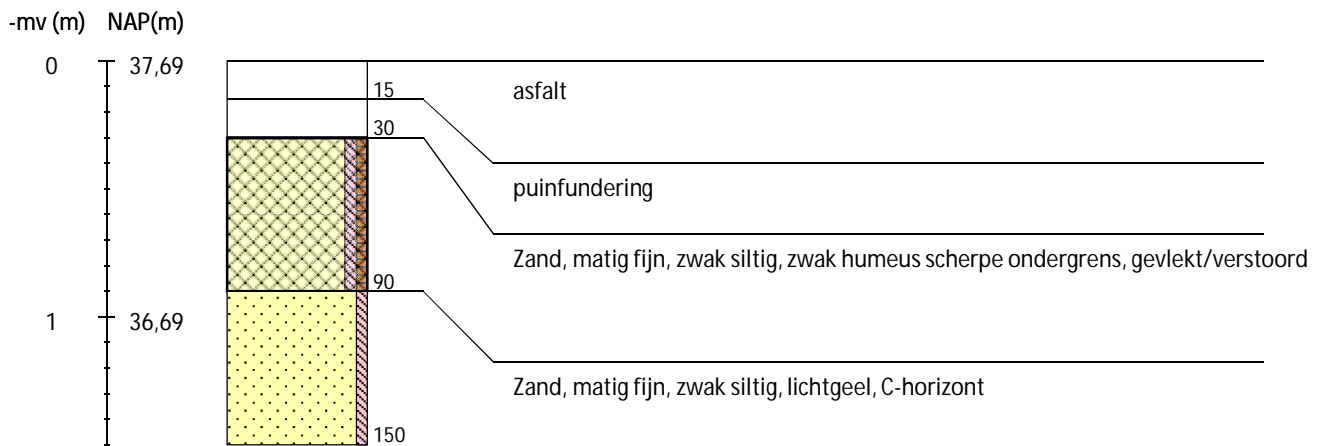 -mv (m) NAP(m)
0 37,69
15 asfalt
30
puinfundering
Zand, matig fijn, zwak siltig, zwak humeus scherpe ondergrens, gevlekt/verstoord
90
1 36,69
Zand, matig fijn, zwak siltig, lichtgeel, C-horizont
150